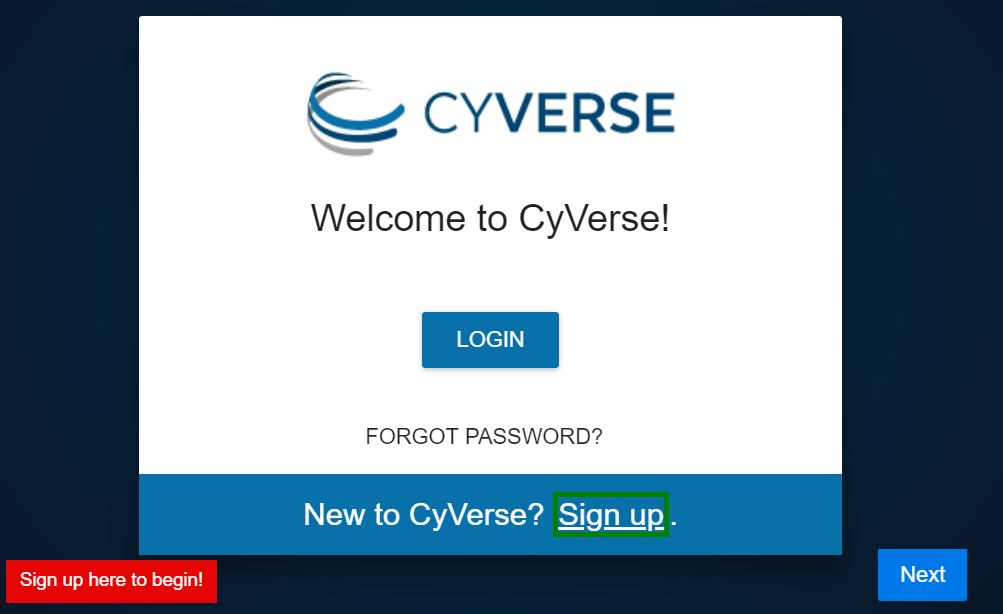 CYVERSE
Welcome to CyVerse!
LOGIN
FORGOT PASSWORD?
New to CyVerse? Sign up.
Sign up here to begin!
Next